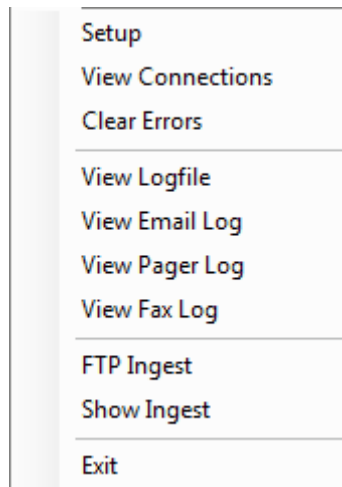 Setup
View Connections
Clear Errors
View Logfile
View Email Log
View Pager Log
View Fax Log
FTP Ingest
Show Ingest
Exit